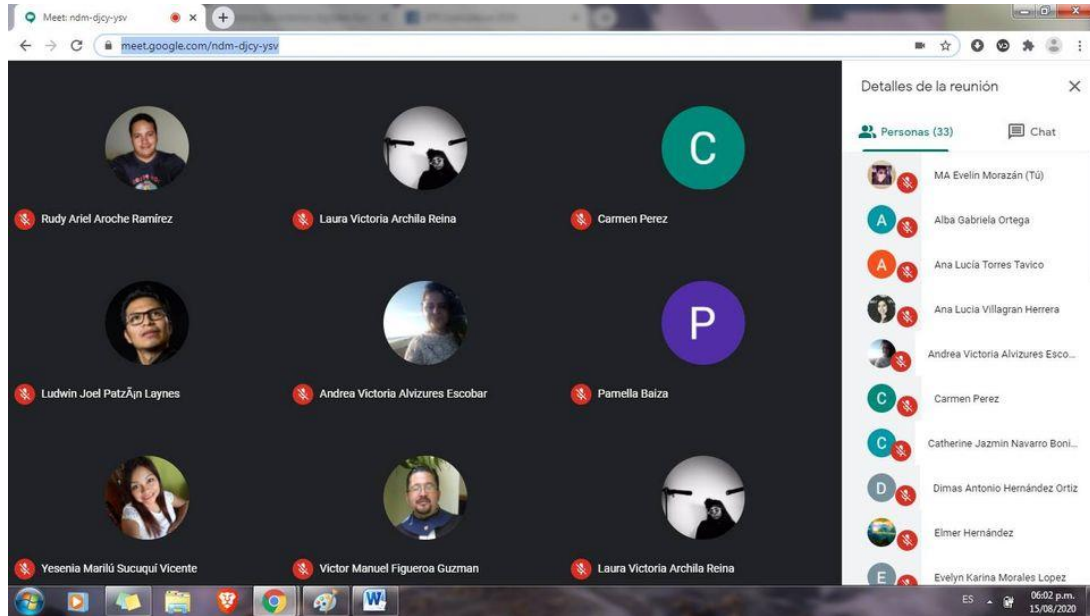 Meet: ndm-djcy-ysv
meet.google.com/ndm-djcy-ysv
Detalles de la reunión
Personas (33)
Chat
C
Rudy Ariel Aroche Ramírez
Laura Victoria Archila Reina
Carmen Perez
P
Ludwin Joel PatzÃ¡n Laynes
Andrea Victoria Alvizures Escobar
Pamella Baiza
Yesenia Marilú Sucuquí Vicente
Victor Manuel Figueroa Guzman
Laura Victoria Archila Reina
MA Evelin Morazán (Tú)
A
Alba Gabriela Ortega
A
Ana Lucía Torres Tavico
Ana Lucia Villagran Herrera
Andrea Victoria Alvizures Esco...
C
Carmen Perez
C
Catherine Jazmin Navarro Boni...
D
Dimas Antonio Hernández Ortiz
Elmer Hernández
E
Evelyn Karina Morales Lopez
ES
06:02 p.m.
15/08/2020